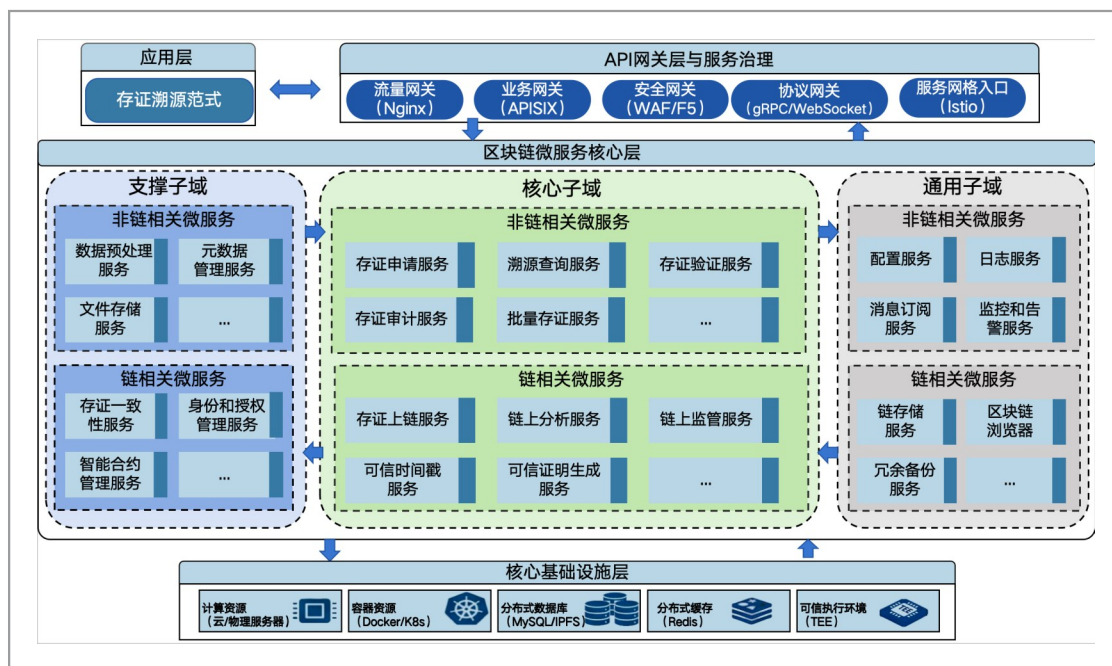 应用层
存证溯源范式
API网关层与服务治理
流量网关
(Nginx)
业务网关
(APISIX)
安全网关
(WAF/F5)
协议网关
(gRPC/WebSocket)
服务网格入口
(Istio)
区块链微服务核心层
支撑子域
非链相关微服务
数据预处理
服务
元数据
管理服务
文件存储
服务
...
链相关微服务
存证一致
性服务
身份和授权
管理服务
智能合约
管理服务
...
核心子域
非链相关微服务
存证申请服务
溯源查询服务
存证验证服务
存证审计服务
批量存证服务
...
链相关微服务
存证上链服务
链上分析服务
链上监管服务
可信时间戳
服务
可信证明生成
服务
...
通用子域
非链相关微服务
配置服务
日志服务
消息订阅
服务
监控和告
警服务
链相关微服务
链存储
服务
区块链
浏览器
冗余备份
服务
...
核心基础设施层
计算资源
(云/物理服务器)
容器资源
(Docker/K8s)
分布式数据库
(MySQL/IPFS)
分布式缓存
(Redis)
可信执行环境
(TEE)